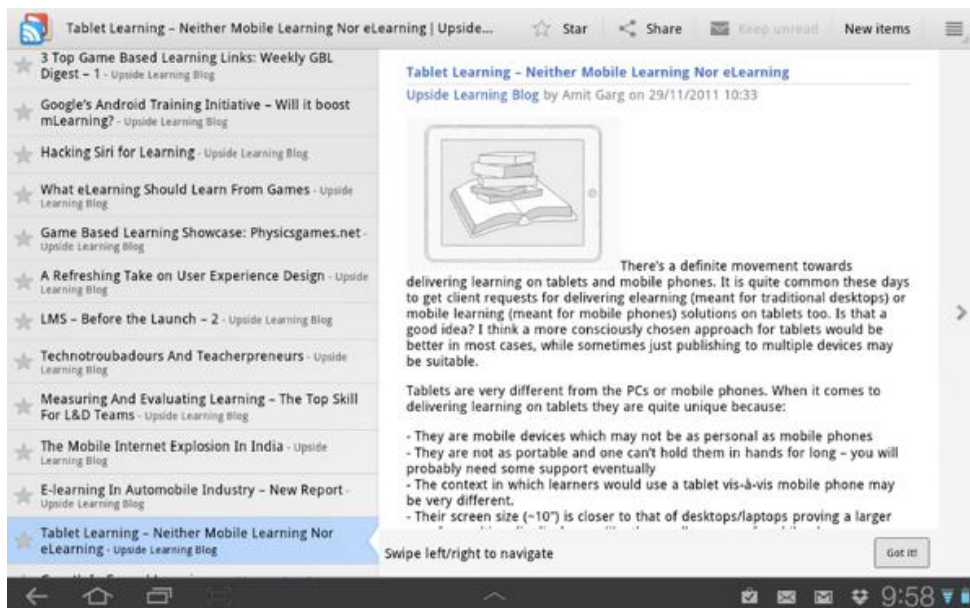 Tablet Learning – Neither Mobile Learning Nor eLearning | Upside...
Star
Share
Keep unread
New items
3 Top Game Based Learning Links: Weekly GBL
Digest – 1 - Upside Learning Blog
Google's Android Training Initiative – Will it boost
mLearning? - Upside Learning Blog
Hacking Siri for Learning - Upside Learning Blog
What eLearning Should Learn From Games - Upside
Learning Blog
Game Based Learning Showcase: Physicsgames.net -
Upside Learning Blog
A Refreshing Take on User Experience Design - Upside
Learning Blog
LMS – Before the Launch – 2 - Upside Learning Blog
Technotroubadours And Teacherpreneurs - Upside
Learning Blog
Measuring And Evaluating Learning – The Top Skill
For L&D Teams - Upside Learning Blog
The Mobile Internet Explosion In India - Upside
Learning Blog
E-learning In Automobile Industry – New Report -
Upside Learning Blog
Tablet Learning – Neither Mobile Learning Nor
eLearning - Upside Learning Blog
Tablet Learning – Neither Mobile Learning Nor eLearning
Upside Learning Blog by Amit Garg on 29/11/2011 10:33
There's a definite movement towards
delivering learning on tablets and mobile phones. It is quite common these days
to get client requests for delivering elearning (meant for traditional desktops) or
mobile learning (meant for mobile phones) solutions on tablets too. Is that a
good idea? I think a more consciously chosen approach for tablets would be
better in most cases, while sometimes just publishing to multiple devices may
be suitable.
Tablets are very different from the PCs or mobile phones. When it comes to
delivering learning on tablets they are quite unique because:
- They are mobile devices which may not be as personal as mobile phones
- They are not as portable and one can't hold them in hands for long – you will
probably need some support eventually
- The context in which learners would use a tablet vis-à-vis mobile phone may
be very different.
- Their screen size (~10") is closer to that of desktops/laptops proving a larger
Swipe left/right to navigate
Got it!
9:58